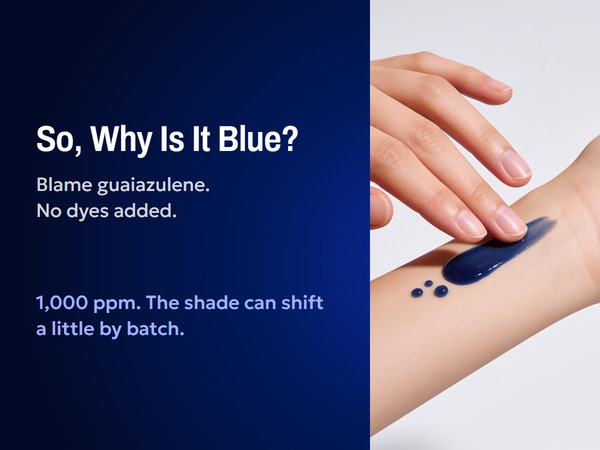 So, Why Is It Blue?
Blame guaiazulene.
No dyes added.
1,000 ppm. The shade can shift
a little by batch.